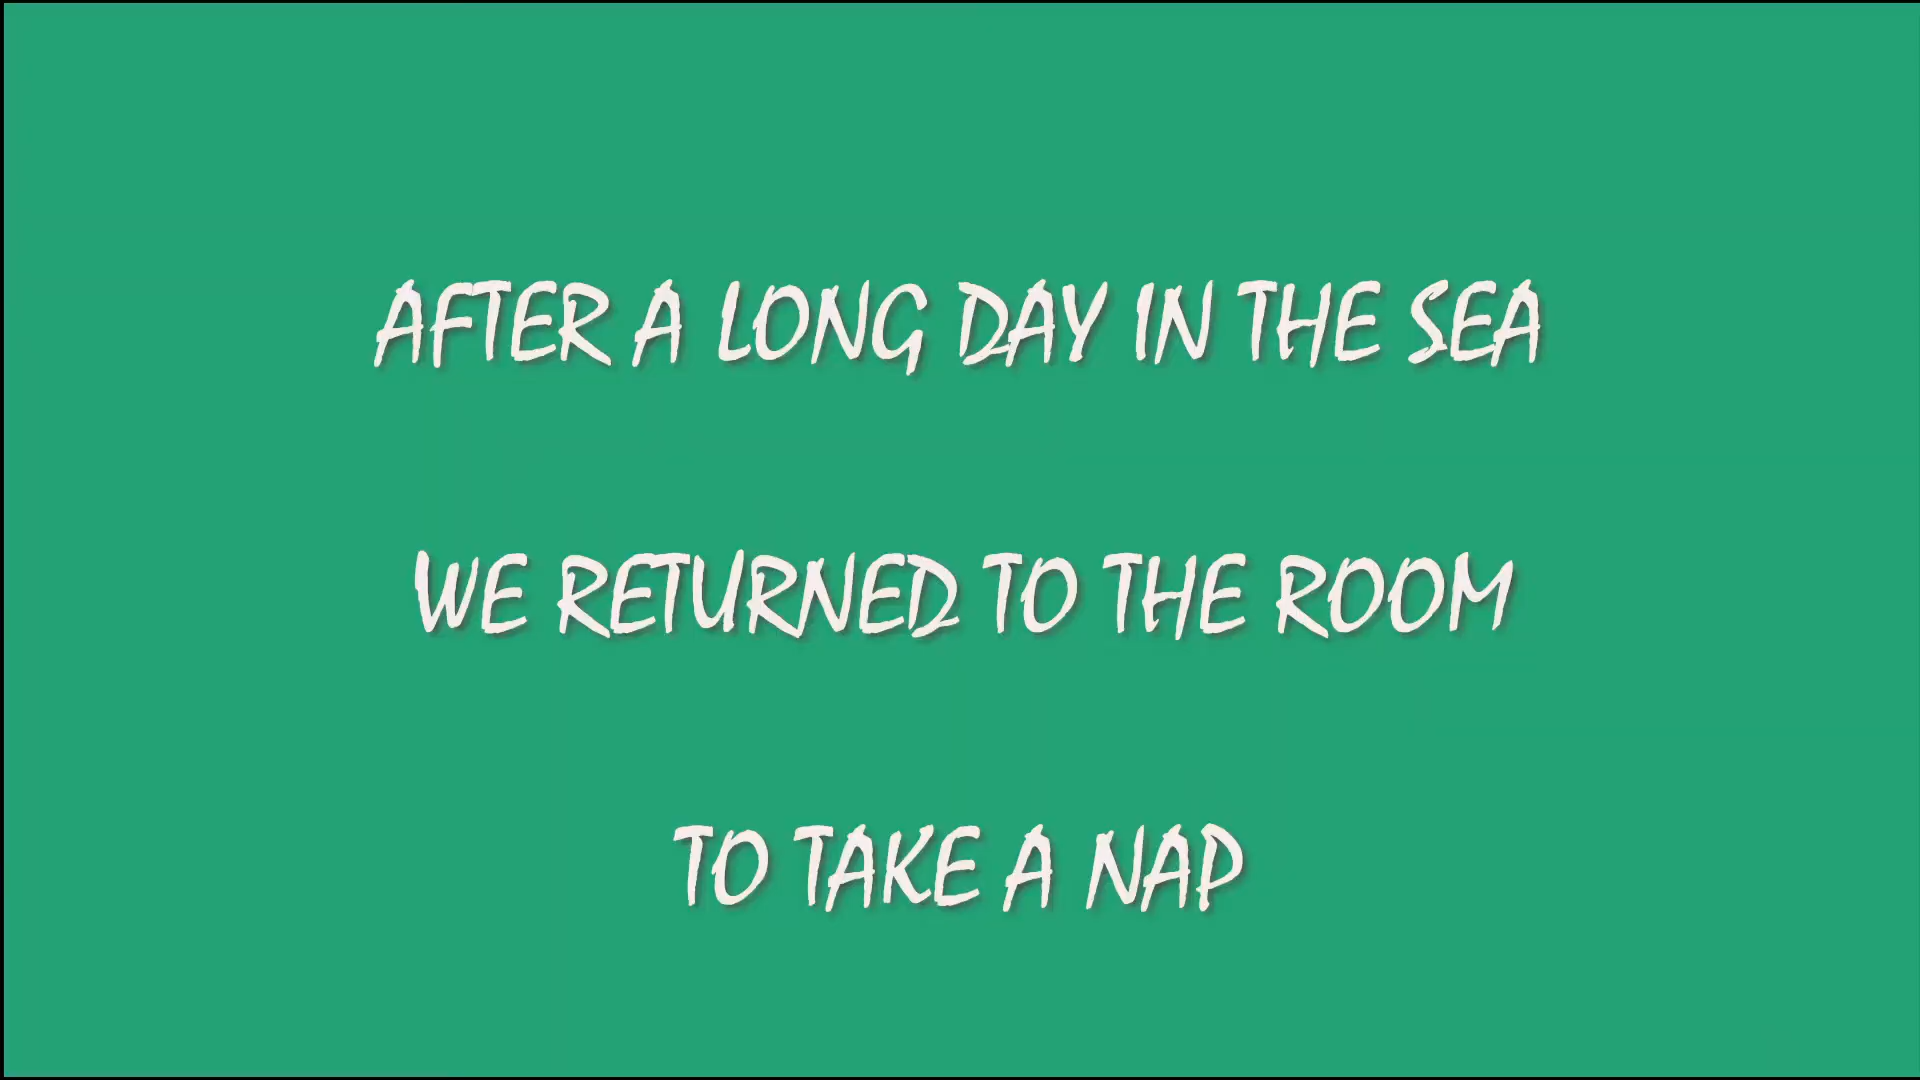 AFTER A LONG DAY IN THE SEA
WE RETURNED TO THE ROOM
TO TAKE A NAP